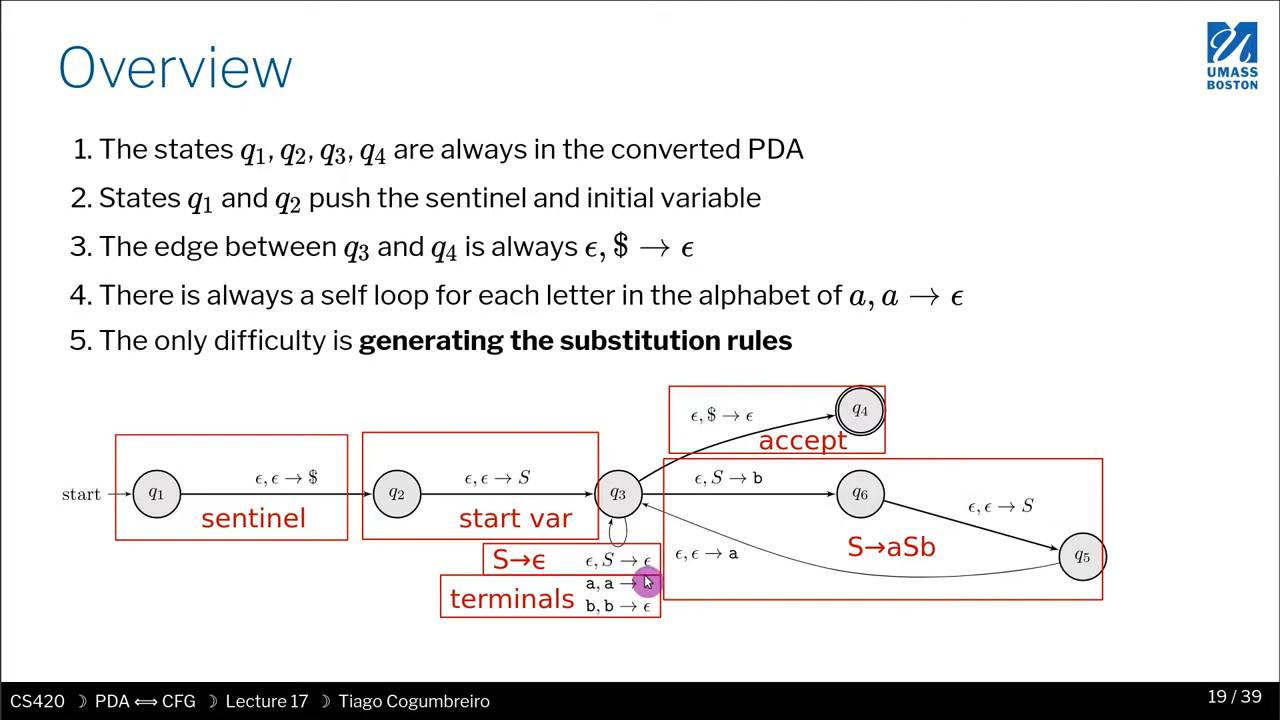 Overview
UMASS
BOSTON
1. The states q₁, q₂, q₃, q₄ are always in the converted PDA
2. States q₁ and q₂ push the sentinel and initial variable
3. The edge between q₃ and q₄ is always ϵ, $ → ϵ
4. There is always a self loop for each letter in the alphabet of a, a → ϵ
5. The only difficulty is generating the substitution rules
ϵ, $ → ϵ
q₄
accept
start
q₁
ϵ, ϵ → $
sentinel
q₂
ϵ, ϵ → S
start var
q₃
ϵ, S → b
q₆
ϵ, ϵ → S
S→aSb
q₅
ϵ, ϵ → a
S→ϵ
ϵ, S → ϵ
terminals
a, a →
b, b → ϵ
CS420 ☽ PDA ⟺ CFG ☽ Lecture 17 ☽ Tiago Cogumbreiro
19 / 39